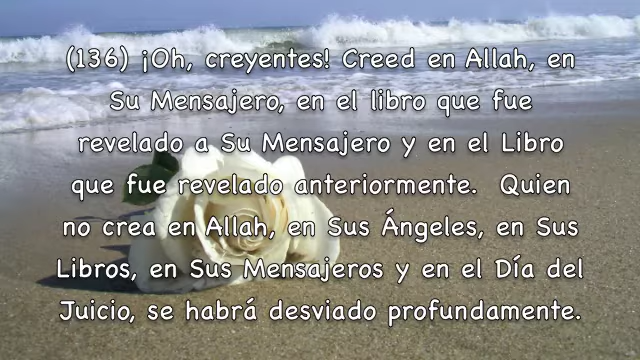 (136) ¡Oh, creyentes! Creed en Allah, en
Su Mensajero, en el libro que fue
revelado a Su Mensajero y en el Libro
que fue revelado anteriormente. Quien
no crea en Allah, en Sus Ángeles, en Sus
Libros, en Sus Mensajeros y en el Día del
Juicio, se habrá desviado profundamente.